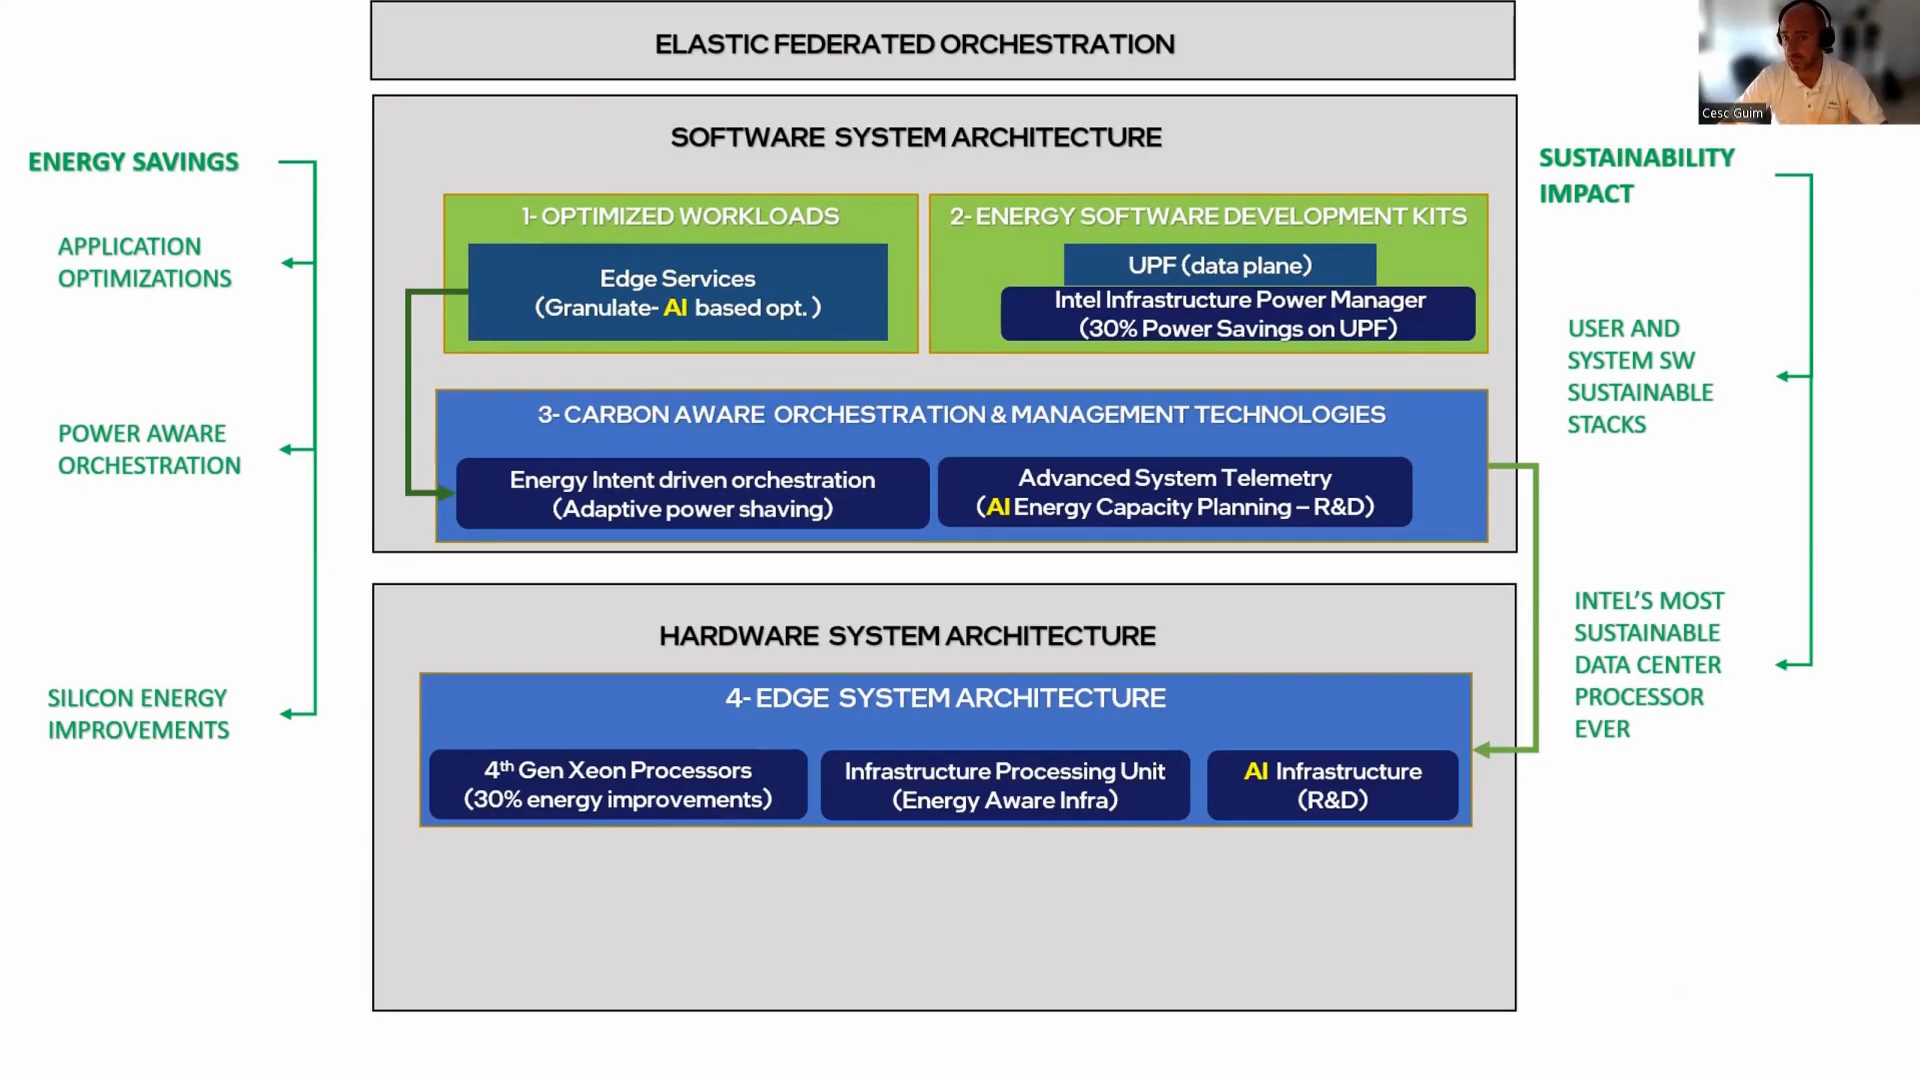 ELASTIC FEDERATED ORCHESTRATION
Cesc Guim
SOFTWARE SYSTEM ARCHITECTURE
ENERGY SAVINGS
APPLICATION
OPTIMIZATIONS
POWER AWARE
ORCHESTRATION
SILICON ENERGY
IMPROVEMENTS
1- OPTIMIZED WORKLOADS
Edge Services
(Granulate- AI based opt. )
2- ENERGY SOFTWARE DEVELOPMENT KITS
UPF (data plane)
Intel Infrastructure Power Manager
(30% Power Savings on UPF)
3- CARBON AWARE ORCHESTRATION & MANAGEMENT TECHNOLOGIES
Energy Intent driven orchestration
(Adaptive power shaving)
Advanced System Telemetry
(AI Energy Capacity Planning – R&D)
HARDWARE SYSTEM ARCHITECTURE
4- EDGE SYSTEM ARCHITECTURE
4th Gen Xeon Processors
(30% energy improvements)
Infrastructure Processing Unit
(Energy Aware Infra)
AI Infrastructure
(R&D)
SUSTAINABILITY
IMPACT
USER AND
SYSTEM SW
SUSTAINABLE
STACKS
INTEL’S MOST
SUSTAINABLE
DATA CENTER
PROCESSOR
EVER